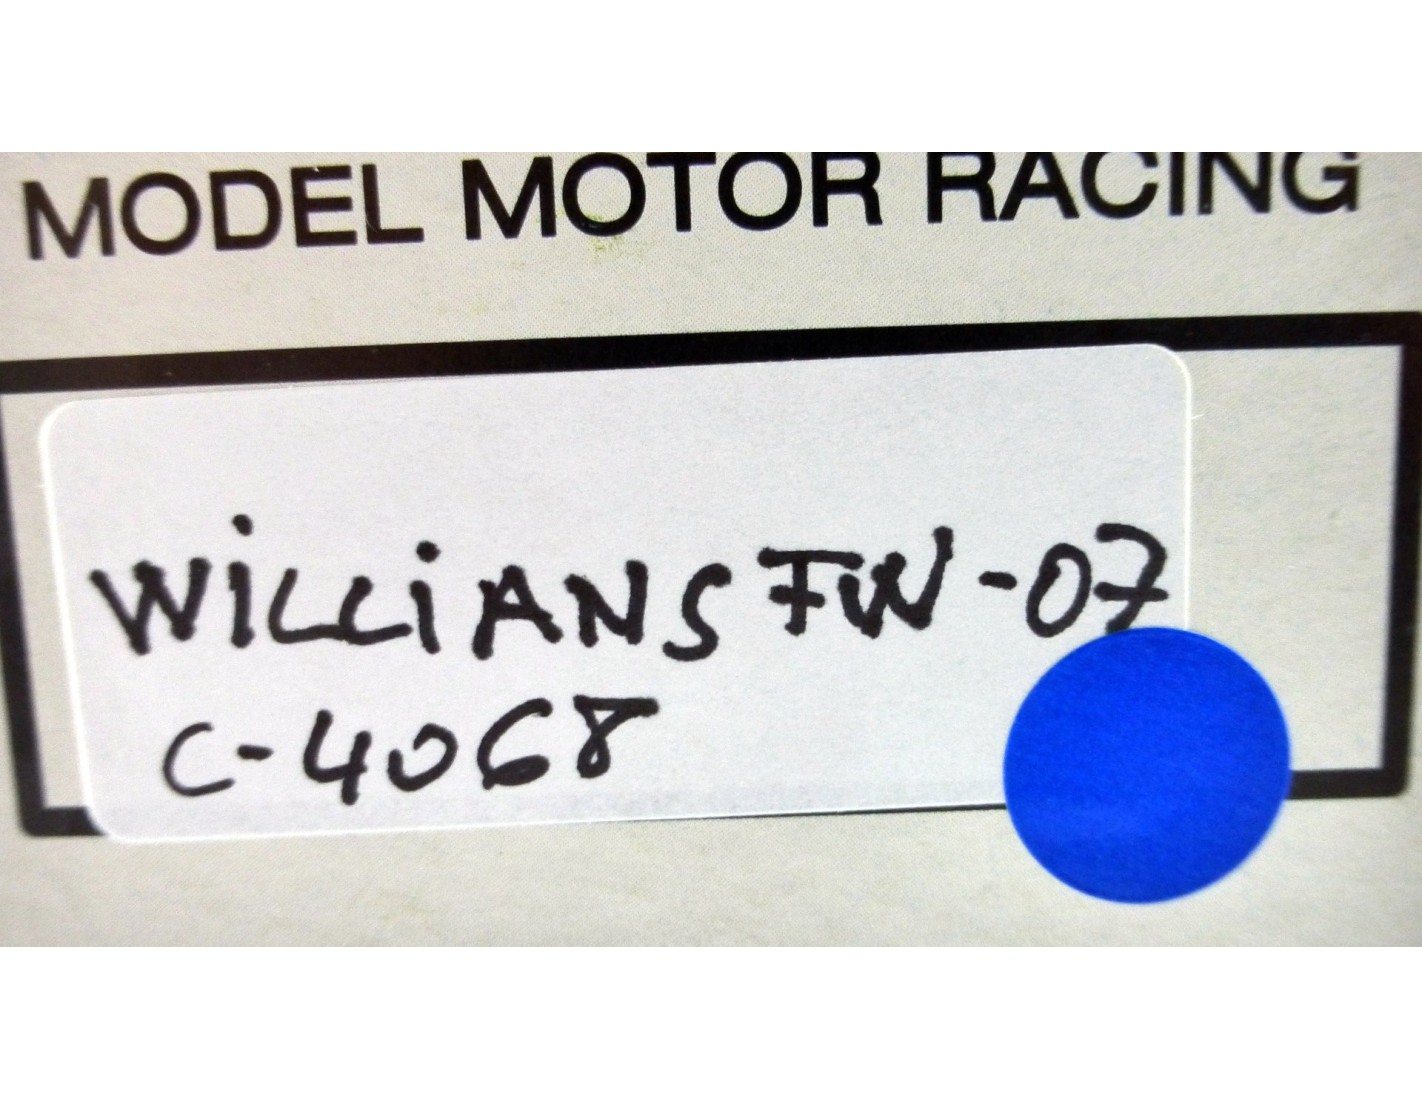 MODEL MOTOR RACING
WiLLiANS FW-07
C-4068